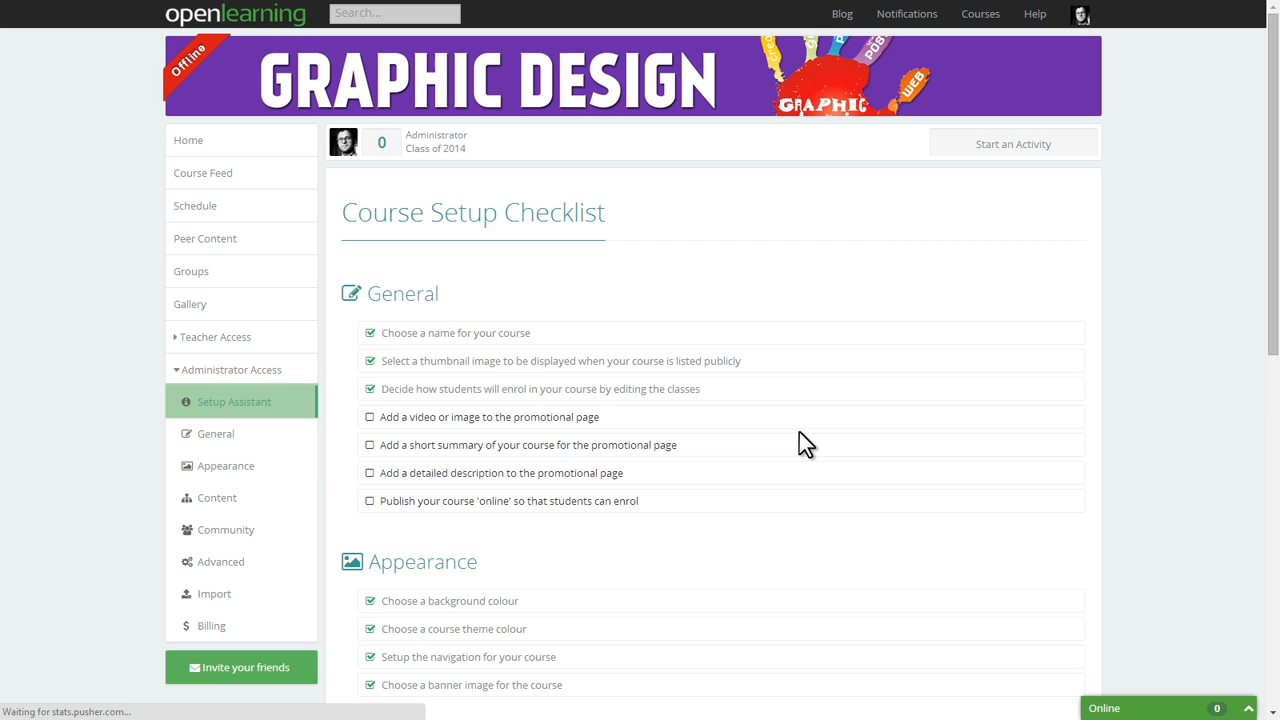 openlearning
Search...
Blog
Notifications
Courses
Help
Offline
GRAPHIC DESIGN
GRAPHIC
POST
WEB
Home
Course Feed
Schedule
Peer Content
Groups
Gallery
Teacher Access
Administrator Access
Setup Assistant
General
Appearance
Content
Community
Advanced
Import
Billing
Invite your friends
0
Administrator
Class of 2014
Start an Activity
Course Setup Checklist
General
Choose a name for your course
Select a thumbnail image to be displayed when your course is listed publicly
Decide how students will enrol in your course by editing the classes
Add a video or image to the promotional page
Add a short summary of your course for the promotional page
Add a detailed description to the promotional page
Publish your course 'online' so that students can enrol
Appearance
Choose a background colour
Choose a course theme colour
Setup the navigation for your course
Choose a banner image for the course
Online
0
Waiting for stats.pusher.com...